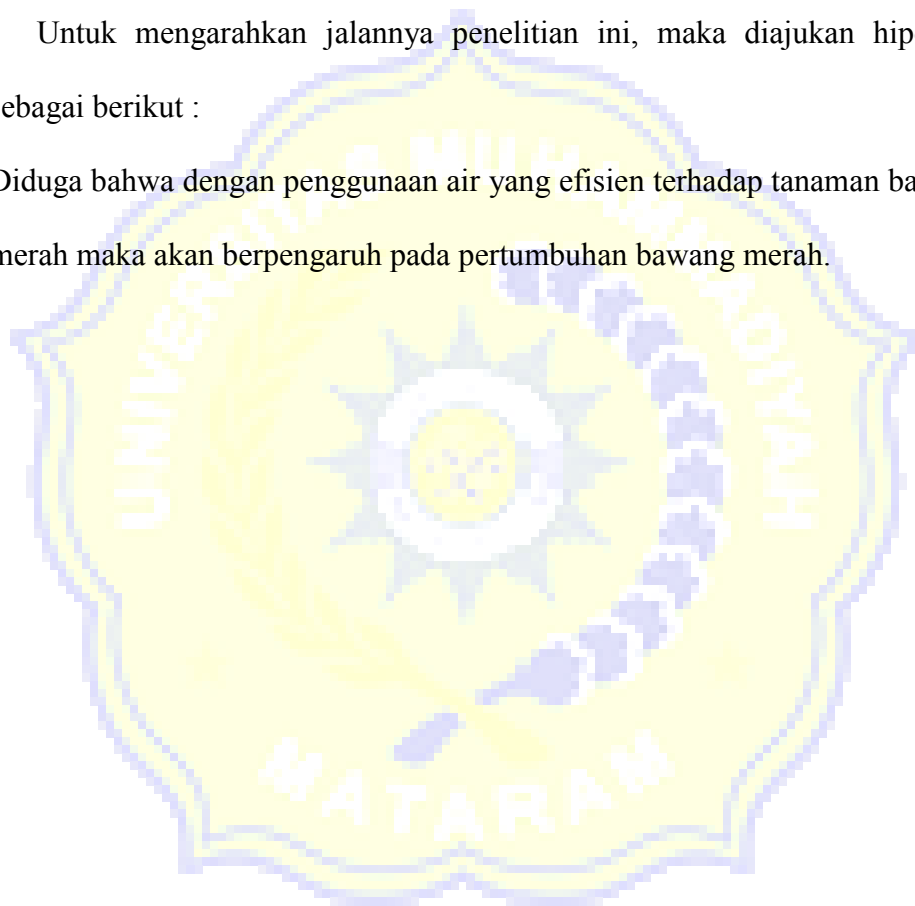 Untuk mengarahkan jalannya penelitian ini, maka diajukan hip
sebagai berikut :
Diduga bahwa dengan penggunaan air yang efisien terhadap tanaman ba
merah maka akan berpengaruh pada pertumbuhan bawang merah.
UNIVERSITAS MUHAMMADIYAH
MATARAM